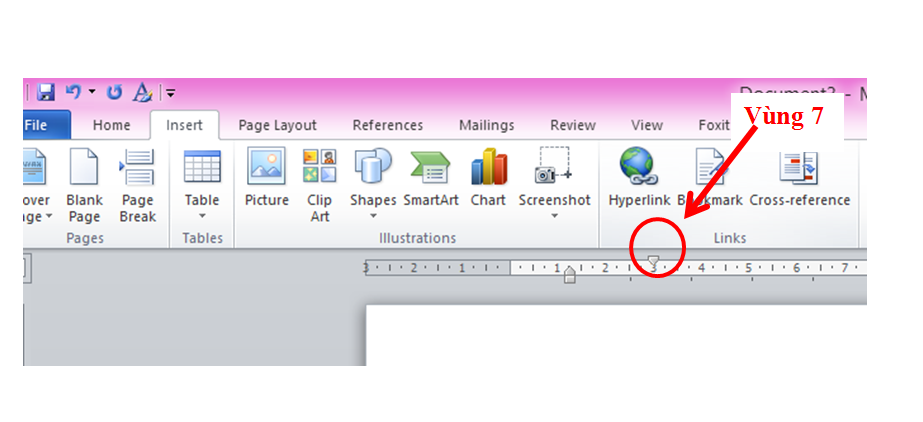 Document3 - M
Vùng 7
File Home Insert Page Layout References Mailings Review View Foxit
over Blank Page Table Picture Clip Shapes SmartArt Chart Screenshot Hyperlink Bookmark Cross-reference
ge Page Break Art
Pages Tables Illustrations Links
3 2 1 1 2 3 4 5 6 7